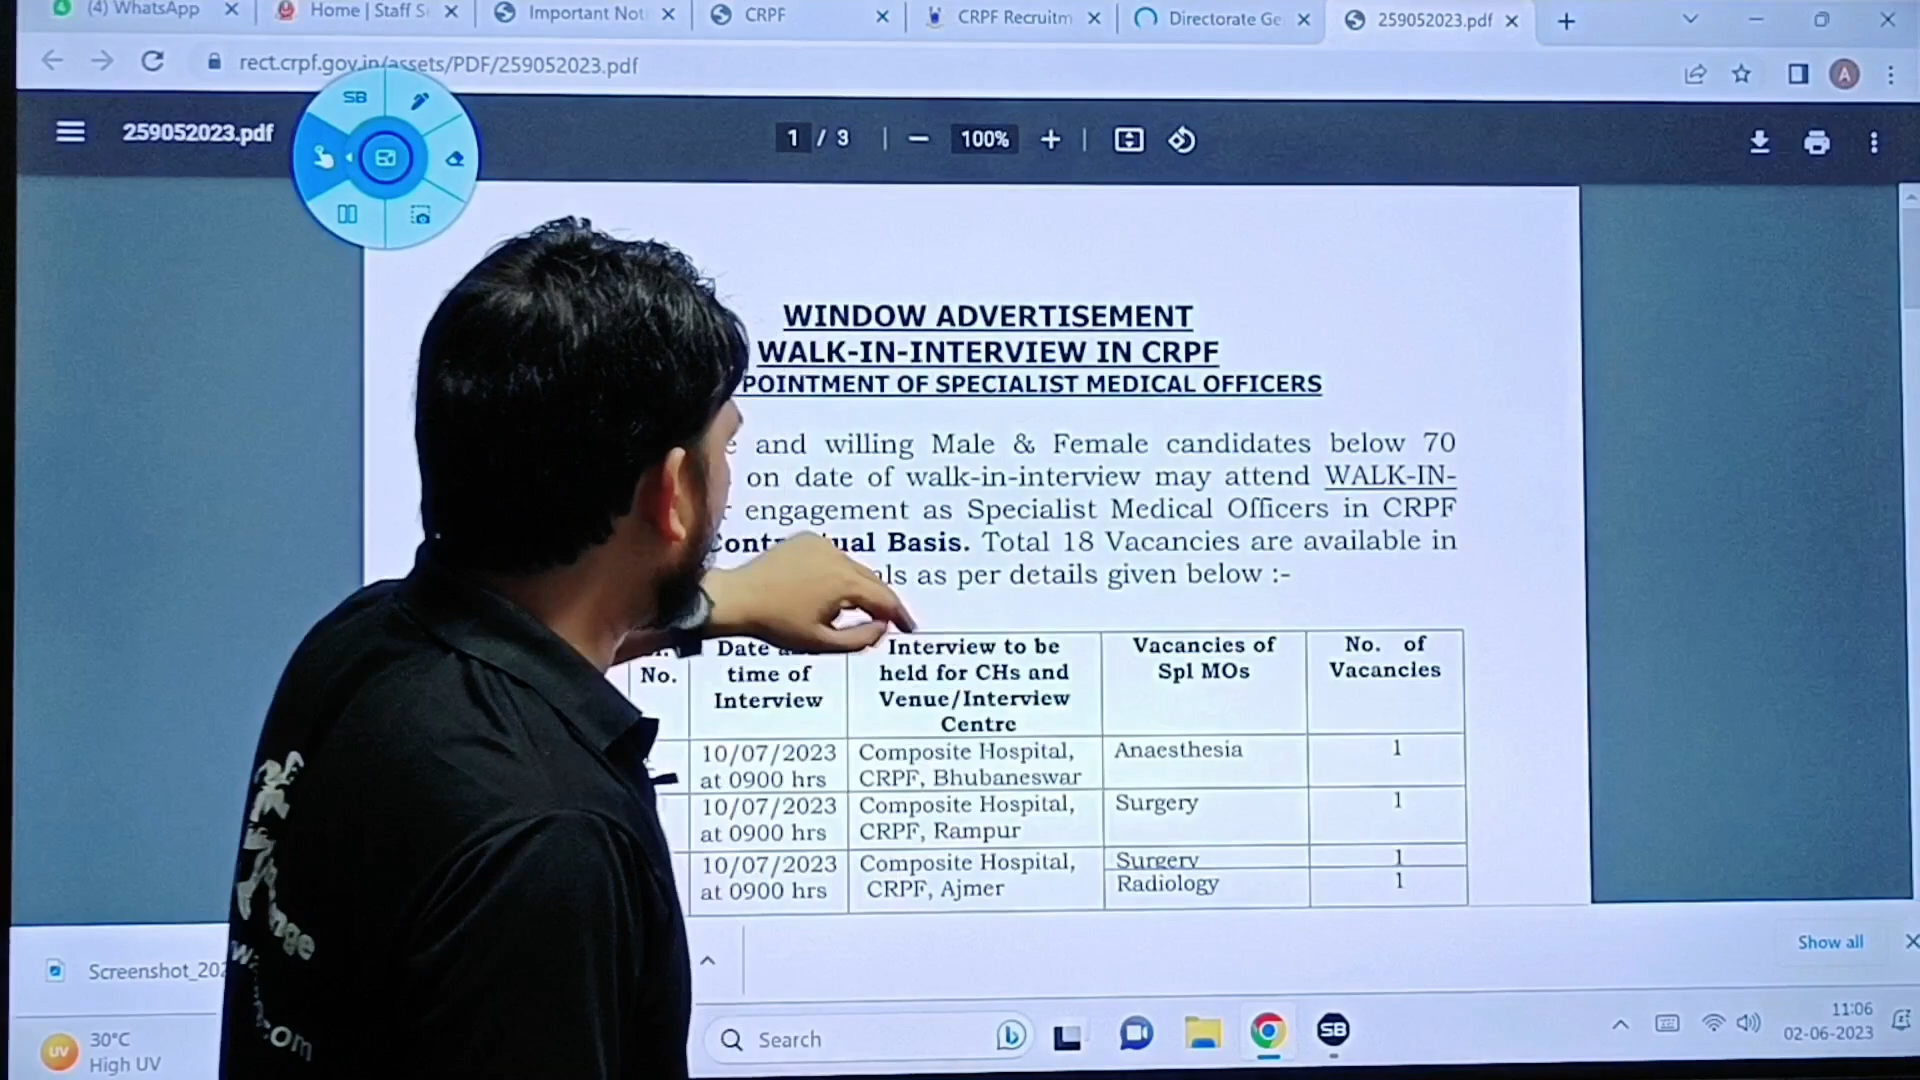 (4) WhatsApp
Home | Staff S
Important Not
CRPF
CRPF Recruitm
Directorate Ge
259052023.pdf
rect.crpf.gov.in/assets/PDF/259052023.pdf
A
259052023.pdf
1 / 3
100%
SB
WINDOW ADVERTISEMENT
WALK-IN-INTERVIEW IN CRPF
POINTMENT OF SPECIALIST MEDICAL OFFICERS
and willing Male & Female candidates below 70
on date of walk-in-interview may attend WALK-IN-
engagement as Specialist Medical Officers in CRPF
Basis. Total 18 Vacancies are available in
as per details given below :-
No.
Date
time of
Interview
Interview to be
held for CHs and
Venue/Interview
Centre
Vacancies of
Spl MOs
No. of
Vacancies
10/07/2023
at 0900 hrs
Composite Hospital,
CRPF, Bhubaneswar
Anaesthesia
1
10/07/2023
at 0900 hrs
Composite Hospital,
CRPF, Rampur
Surgery
1
10/07/2023
at 0900 hrs
Composite Hospital,
CRPF, Ajmer
Surgery
1
Radiology
1
Screenshot_202
Show all
30°C
High UV
UV
Search
SB
11:06
02-06-2023